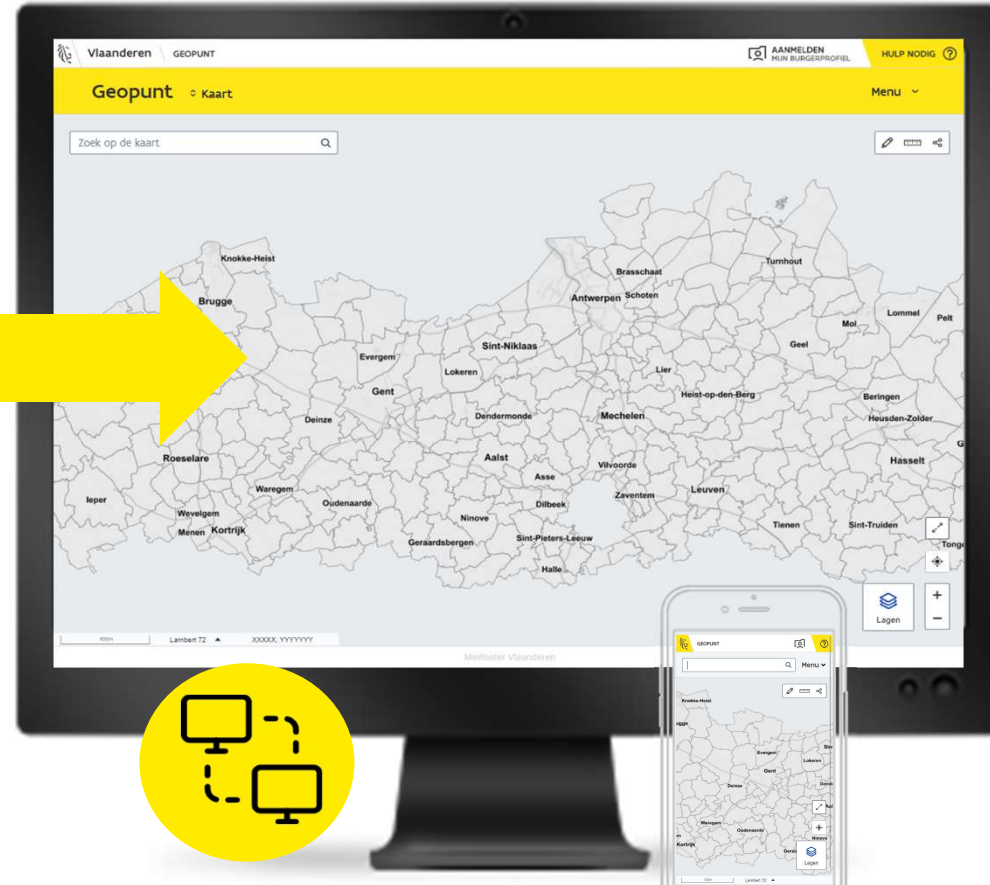 Vlaanderen GEOPUNT
AANMELDEN
MIJN BURGERPROFIEL
HULP NODIG ?
Geopunt Kaart
Menu
Zoek op de kaart
Knokke-Heist
Turnhout
Brasschaat
Brugge
Antwerpen Schoten
Lommel
Pelt
Mol
Sint-Niklaas
Geel
Evergem
Lokeren
Lier
Gent
Heist-op-den-Berg
Beringen
Deinze
Dendermonde
Mechelen
Heusden-Zolder
G
Roeselare
Aalst
Hasselt
Vilvoorde
Asse
Ieper
Waregem
Oudenaarde
Zaventem
Leuven
Dilbeek
Wevelgem
Ninove
Tienen
Sint-Truiden
Menen Kortrijk
Geraardsbergen
Sint-Pieters-Leeuw
Tonge
Halle
+
Lagen
−
100m Lambert 72 XXXXX, YYYYYYY
Minifooter Vlaanderen
GEOPUNT ?
Menu
Knokke-Heist
ugge
Evergem
Lokeren
Gent
Deinze
Waregem
Oudenaarde
Ninove
Kortrijk
Lagen
Lambert 72